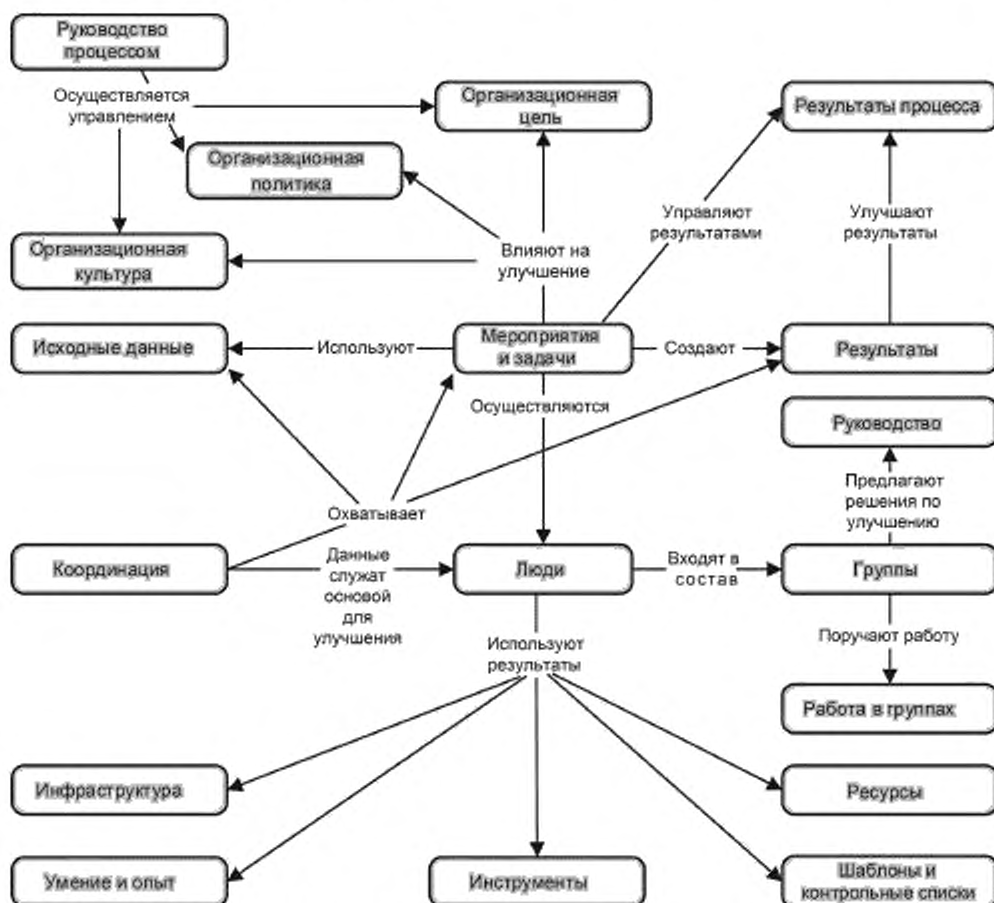 Руководство
процессом
Осуществляется
управлением
Организационная
цель
Результаты процесса
Организационная
политика
Управляют
результатами
Улучшают
результаты
Организационная
культура
Влияют на
улучшение
Исходные данные
Используют
Мероприятия
и задачи
Создают
Результаты
Осуществляются
Руководство
Предлагают
решения по
улучшению
Охватывает
Координация
Данные
служат
основой
для
улучшения
Люди
Входят в
состав
Группы
Используют
результаты
Поручают работу
Работа в группах
Инфраструктура
Ресурсы
Умение и опыт
Инструменты
Шаблоны и
контрольные списки